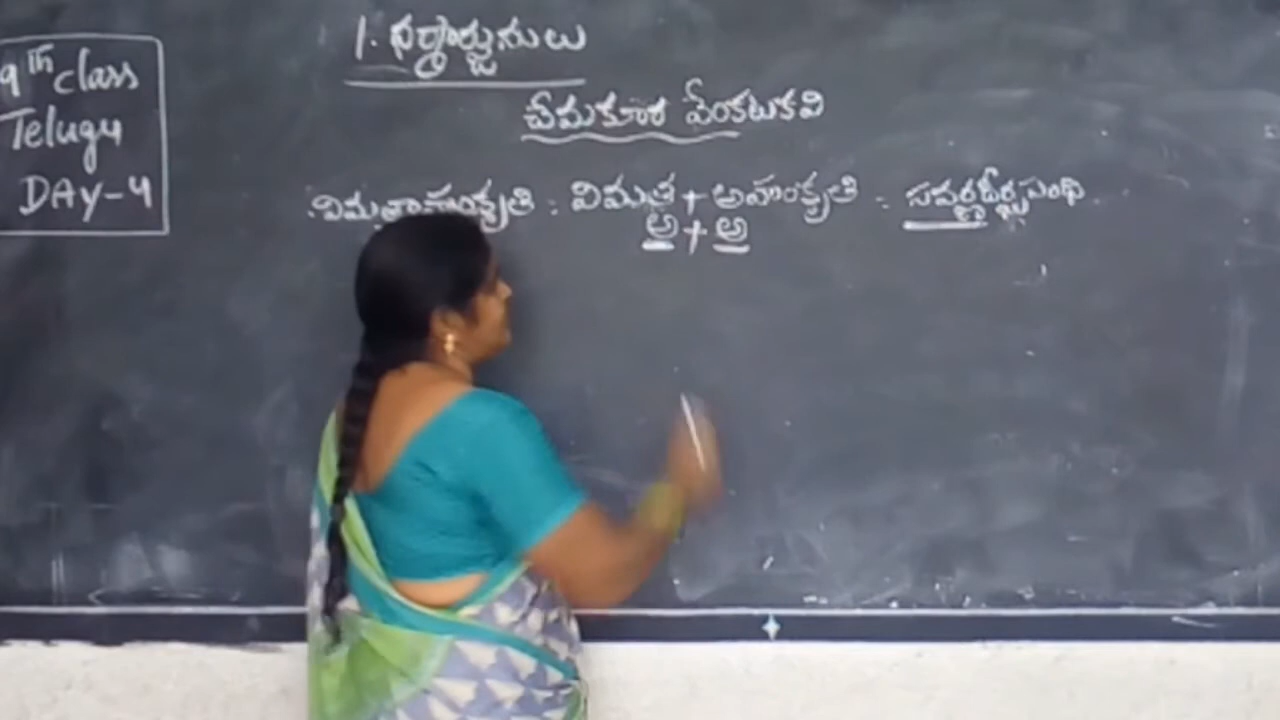 9th class
Telugu
DAY-4
1. ధర్మార్జునులు
చేమకూర వేంకటకవి
విమతాహంకృతి : విమత + అహంకృతి = సవర్ణదీర్ఘసంధి
అ + అ